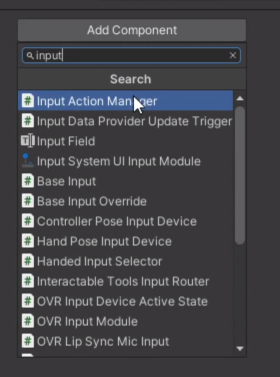 Add Component
input
Search
Input Action Manager
Input Data Provider Update Trigger
Input Field
Input System UI Input Module
Base Input
Base Input Override
Controller Pose Input Device
Hand Pose Input Device
Handed Input Selector
Interactable Tools Input Router
OVR Input Device Active State
OVR Input Module
OVR Lip Sync Mic Input